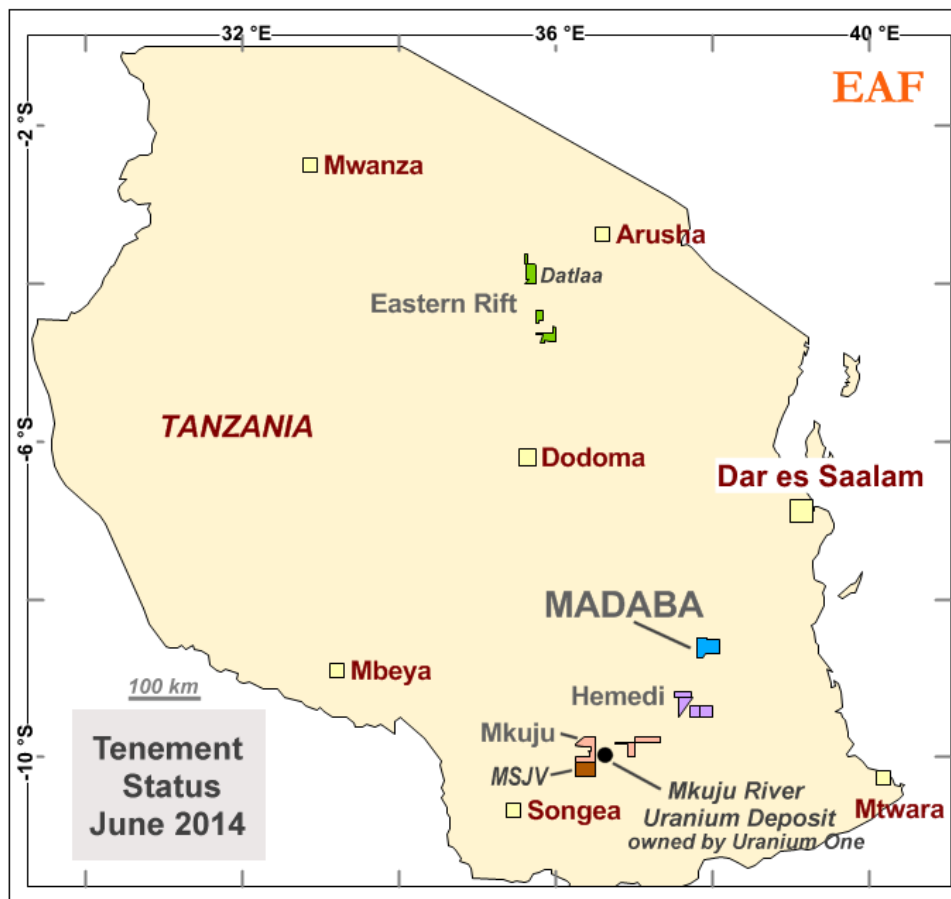 32 °E
36 °E
40 °E
EAF
-2 °S
Mwanza
Arusha
Datlaa
Eastern Rift
TANZANIA
-6 °S
Dodoma
Dar es Saalam
MADABA
Mbeya
100 km
Hemedi
Tenement
Status
June 2014
Mkuju
-10 °S
MSJV
Mkuju River
Uranium Deposit
owned by Uranium One
Songea
Mtwara